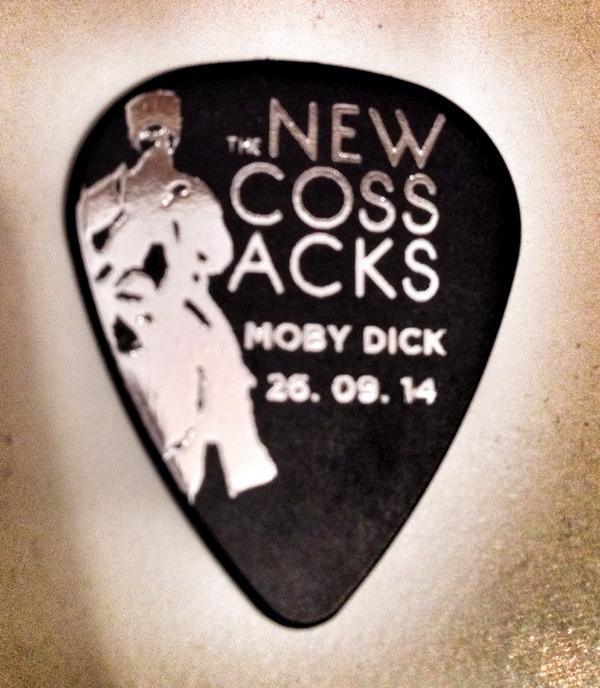 THE NEW
COSS
ACKS
MOBY DICK
26. 09. 14